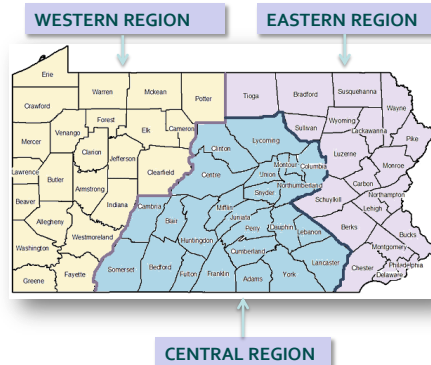 WESTERN REGION
EASTERN REGION
Erie
Crawford
Warren
Mckean
Potter
Tioga
Bradford
Susquehanna
Wayne
Forest
Venango
Elk
Cameron
Mercer
Clarion
Jefferson
Clearfield
Lawrence
Butler
Armstrong
Indiana
Beaver
Allegheny
Westmoreland
Washington
Greene
Fayette
Sullivan
Wyoming
Lackawanna
Pike
Luzerne
Monroe
Carbon
Northampton
Lehigh
Schuylkill
Berks
Bucks
Montgomery
Philadelphia
Chester
Delaware
Clinton
Lycoming
Centre
Union
Montour
Columbia
Northumberland
Snyder
Cambria
Blair
Mifflin
Juniata
Perry
Dauphin
Lebanon
Huntingdon
Cumberland
Lancaster
Somerset
Bedford
Fulton
Franklin
Adams
York
CENTRAL REGION